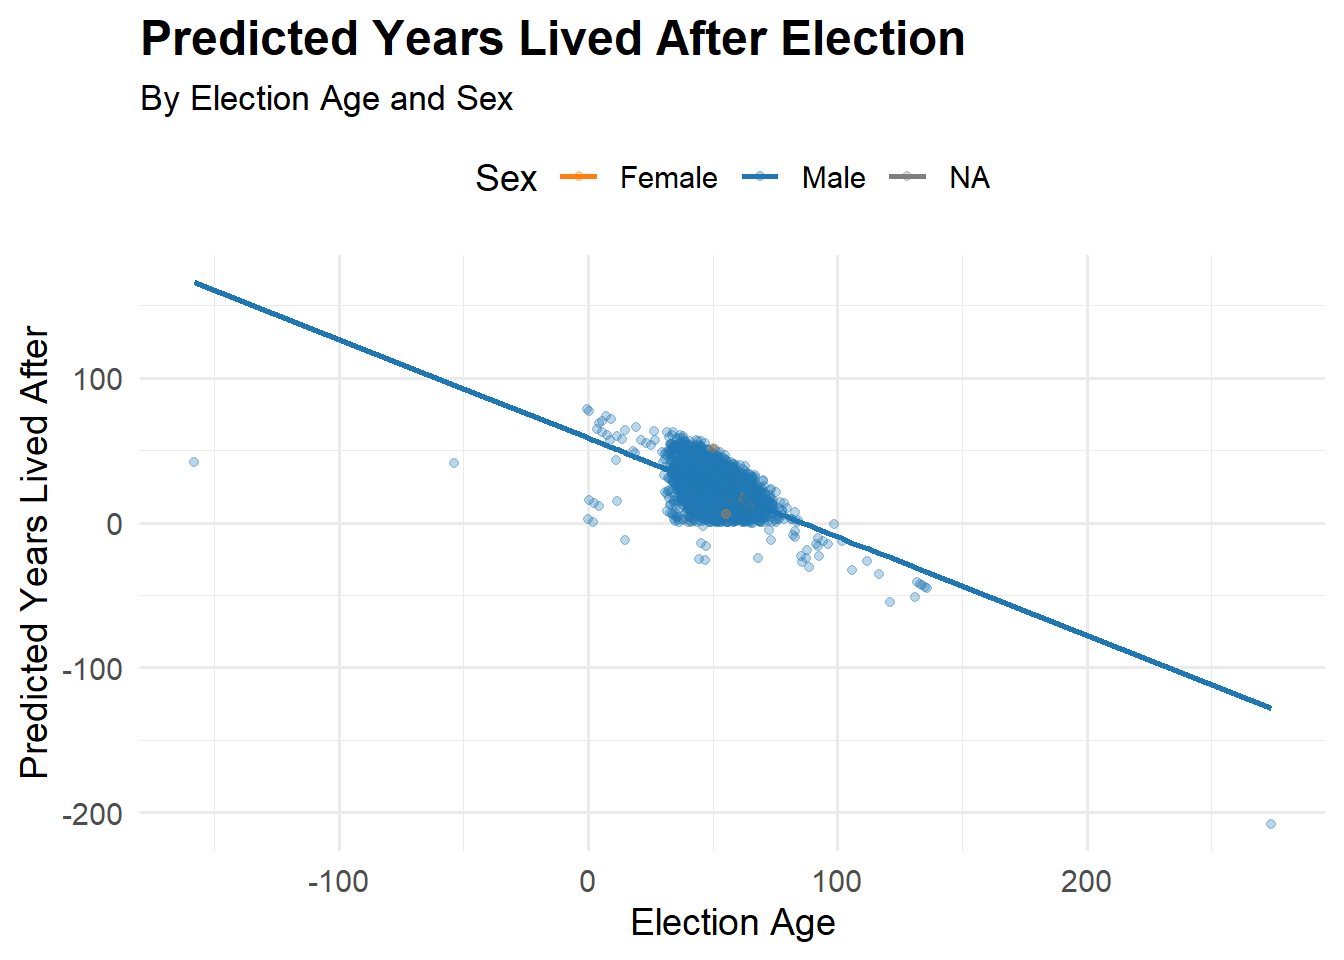 Predicted Years Lived After Election
By Election Age and Sex
Sex Female Male NA
Predicted Years Lived After
100
0
-100
-200
-100 0 100 200
Election Age